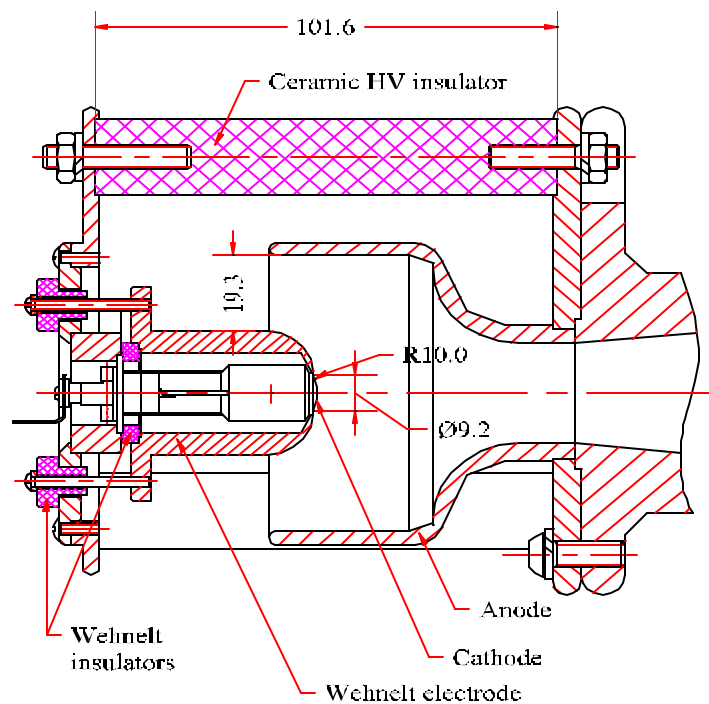 101.6
Ceramic HV insulator
19.3
R10.0
Ø9.2
Anode
Wehnelt
insulators
Cathode
Wehnelt electrode